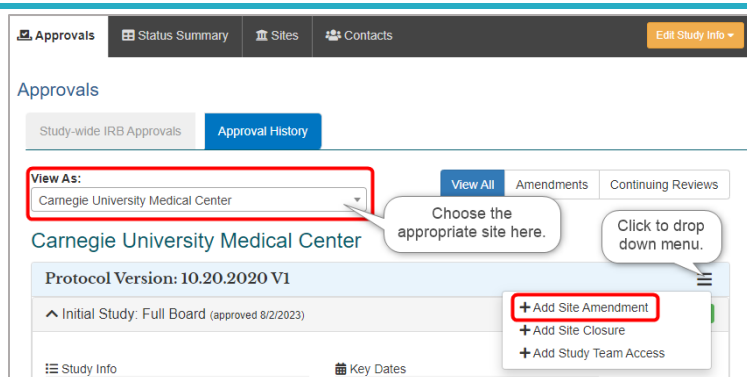 Approvals
Status Summary
Sites
Contacts
Edit Study Info
Approvals
Study-wide IRB Approvals
Approval History
View As:
Carnegie University Medical Center
View All
Amendments
Continuing Reviews
Choose the
appropriate site here.
Click to drop
down menu.
Carnegie University Medical Center
Protocol Version: 10.20.2020 V1
Initial Study: Full Board (approved 8/2/2023)
+ Add Site Amendment
+ Add Site Closure
+ Add Study Team Access
Study Info
Key Dates